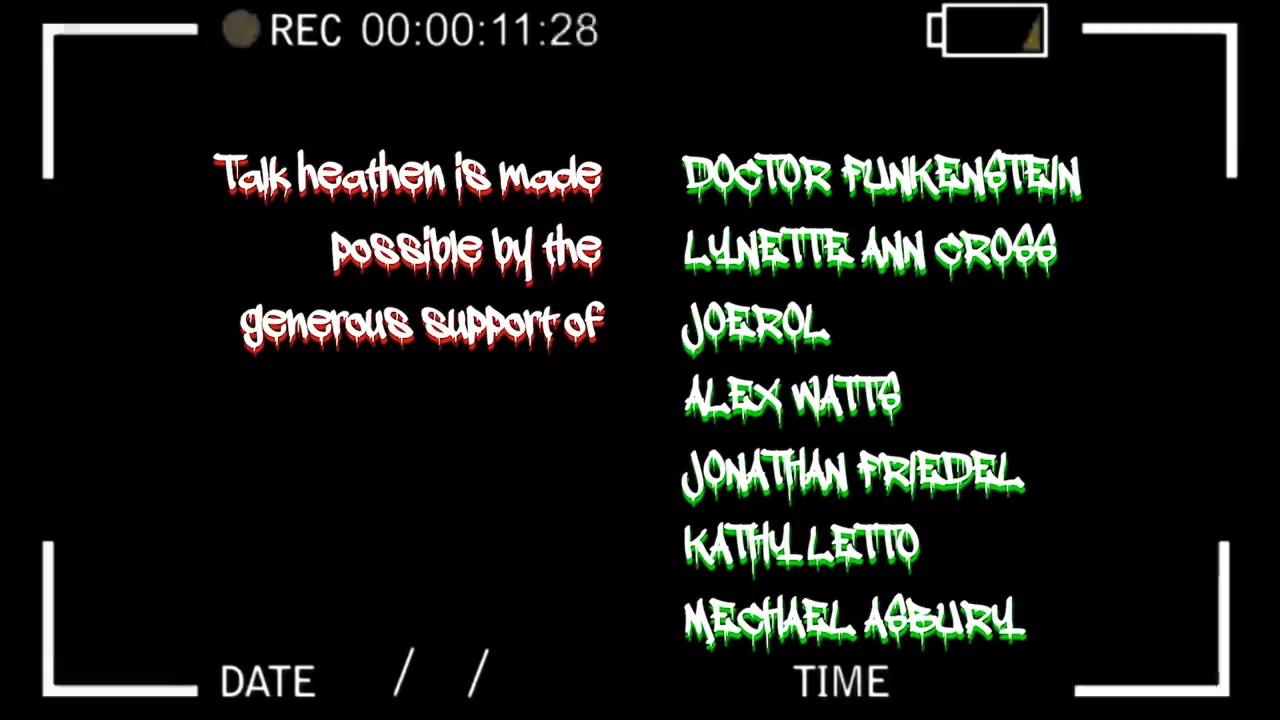 REC 00:00:11:28
Talk heathen is made
possible by the
generous support of
DOCTOR FUNKENSTEIN
LYNETTE ANN CROSS
JOEROL
ALEX WATTS
JONATHAN FRIEDEL
KATHY LETTO
MECHAEL ASBURY
DATE / /
TIME